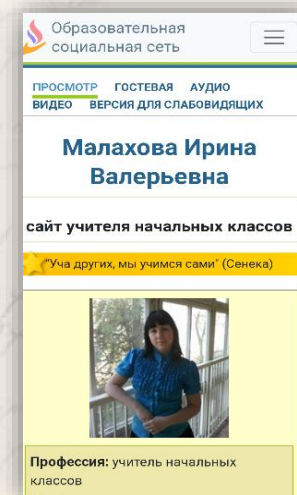 Образовательная
социальная сеть
ПРОСМОТР ГОСТЕВАЯ АУДИО
ВИДЕО ВЕРСИЯ ДЛЯ СЛАБОВИДЯЩИХ
Малахова Ирина
Валерьевна
сайт учителя начальных классов
"Уча других, мы учимся сами" (Сенека)
Профессия: учитель начальных
классов